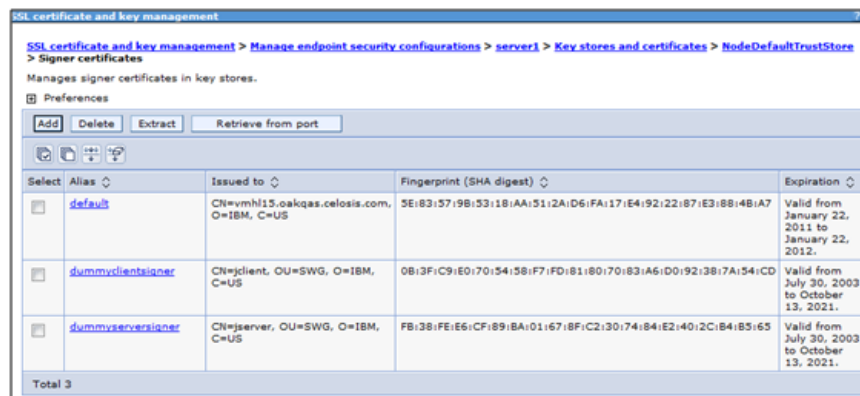 SSL certificate and key management
?
SSL certificate and key management > Manage endpoint security configurations > server1 > Key stores and certificates > NodeDefaultTrustStore
> Signer certificates
Manages signer certificates in key stores.
Preferences
Add Delete Extract Retrieve from port
Select Alias Issued to Fingerprint (SHA digest) Expiration
default CN=vmhl15.oakqas.celosis.com, 5E:83:57:9B:53:18:AA:51:2A:D6:FA:17:E4:92:22:87:E3:88:4B:A7 Valid from
O=IBM, C=US January 22,
2011 to
January 22,
2012.
dummyclientsigner CN=jclient, OU=SWG, O=IBM, 0B:3F:C9:E0:70:54:58:F7:FD:81:80:70:83:A6:D0:92:38:7A:54:CD Valid from
C=US July 30, 2003
to October
13, 2021.
dummyserversigner CN=jserver, OU=SWG, O=IBM, FB:38:FE:E6:CF:89:BA:01:67:8F:C2:30:74:84:E2:40:2C:B4:B5:65 Valid from
C=US July 30, 2003
to October
13, 2021.
Total 3